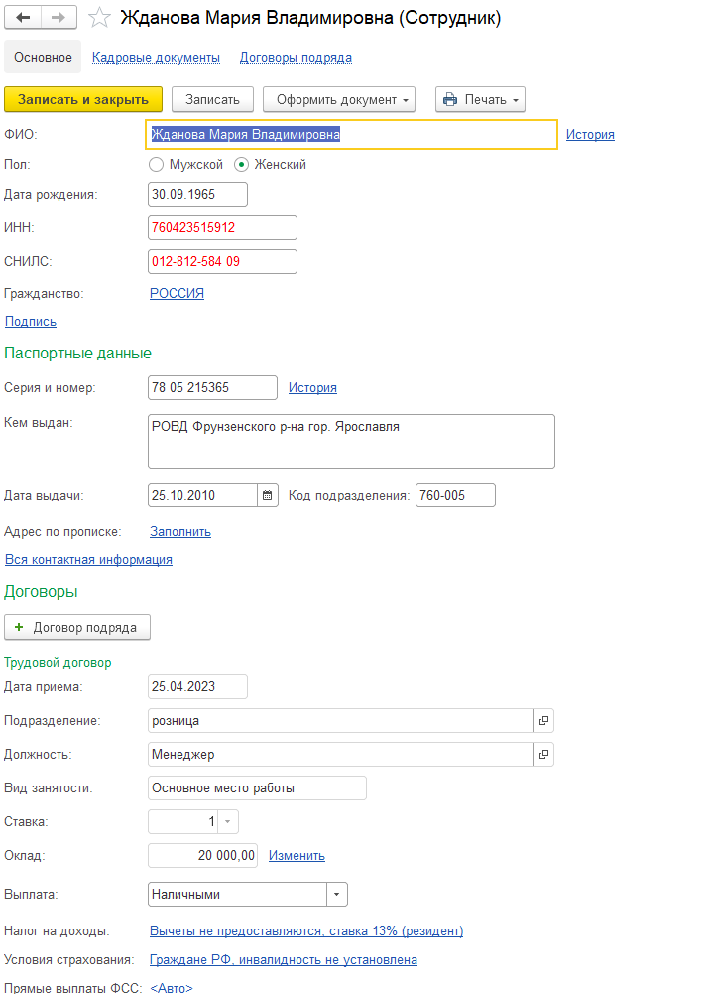 Жданова Мария Владимировна (Сотрудник)
Основное Кадровые документы Договоры подряда
Записать и закрыть Записать Оформить документ Печать
ФИО: Жданова Мария Владимировна История
Пол: Мужской Женский
Дата рождения: 30.09.1965
ИНН: 760423515912
СНИЛС: 012-812-584 09
Гражданство: РОССИЯ
Подпись
Паспортные данные
Серия и номер: 78 05 215365 История
Кем выдан: РОВД Фрунзенского р-на гор. Ярославля
Дата выдачи: 25.10.2010 Код подразделения: 760-005
Адрес по прописке: Заполнить
Вся контактная информация
Договоры
+ Договор подряда
Трудовой договор
Дата приема: 25.04.2023
Подразделение: розница
Должность: Менеджер
Вид занятости: Основное место работы
Ставка: 1
Оклад: 20 000,00 Изменить
Выплата: Наличными
Налог на доходы: Вычеты не предоставляются, ставка 13% (резидент)
Условия страхования: Граждане РФ, инвалидность не установлена
Прямые выплаты ФСС: <Авто>